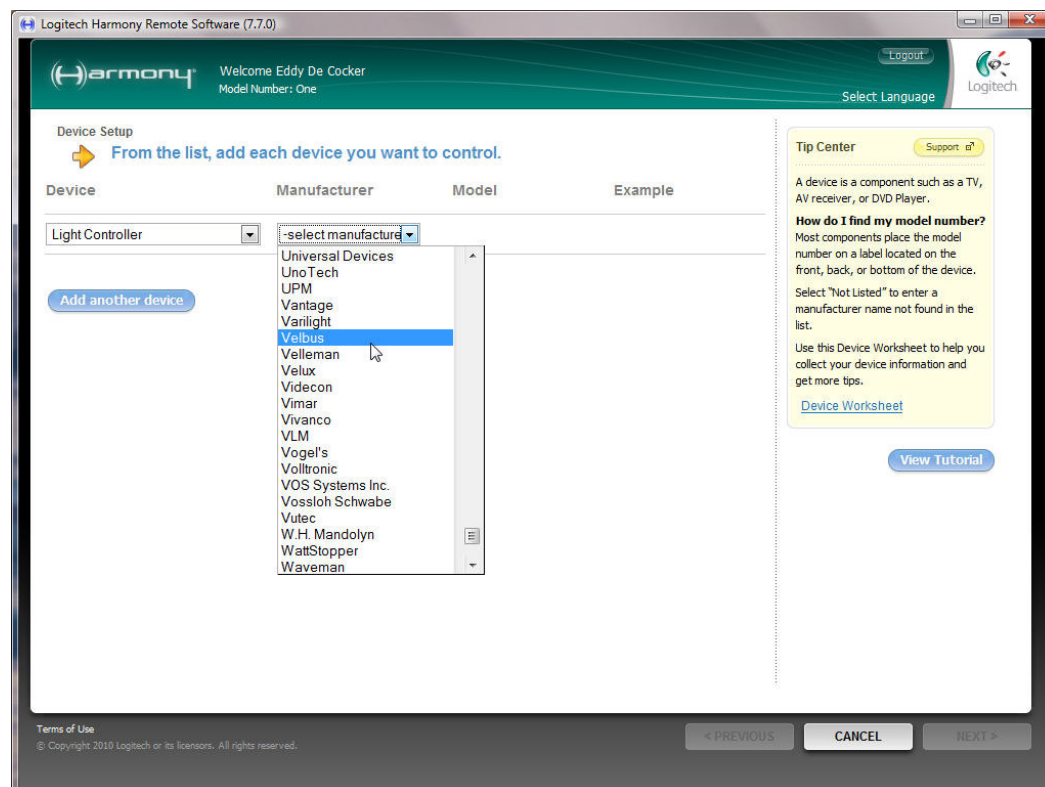 Logitech Harmony Remote Software (7.7.0)
Harmony
Welcome Eddy De Cocker
Model Number: One
Logout
Select Language
Logitech
Device Setup
From the list, add each device you want to control.
Device Manufacturer Model Example
Light Controller
-select manufacture
Universal Devices
UnoTech
UPM
Vantage
Varilight
Velbus
Velleman
Velux
Videcon
Vimar
Vivanco
VLM
Vogel's
Volltronic
VOS Systems Inc.
Vossloh Schwabe
Vutec
W.H. Mandolyn
WattStopper
Waveman
Add another device
Tip Center
Support
A device is a component such as a TV,
AV receiver, or DVD Player.
How do I find my model number?
Most components place the model
number on a label located on the
front, back, or bottom of the device.
Select "Not Listed" to enter a
manufacturer name not found in the
list.
Use this Device Worksheet to help you
collect your device information and
get more tips.
Device Worksheet
View Tutorial
Terms of Use
© Copyright 2010 Logitech or its licensors. All rights reserved.
< PREVIOUS
CANCEL
NEXT >